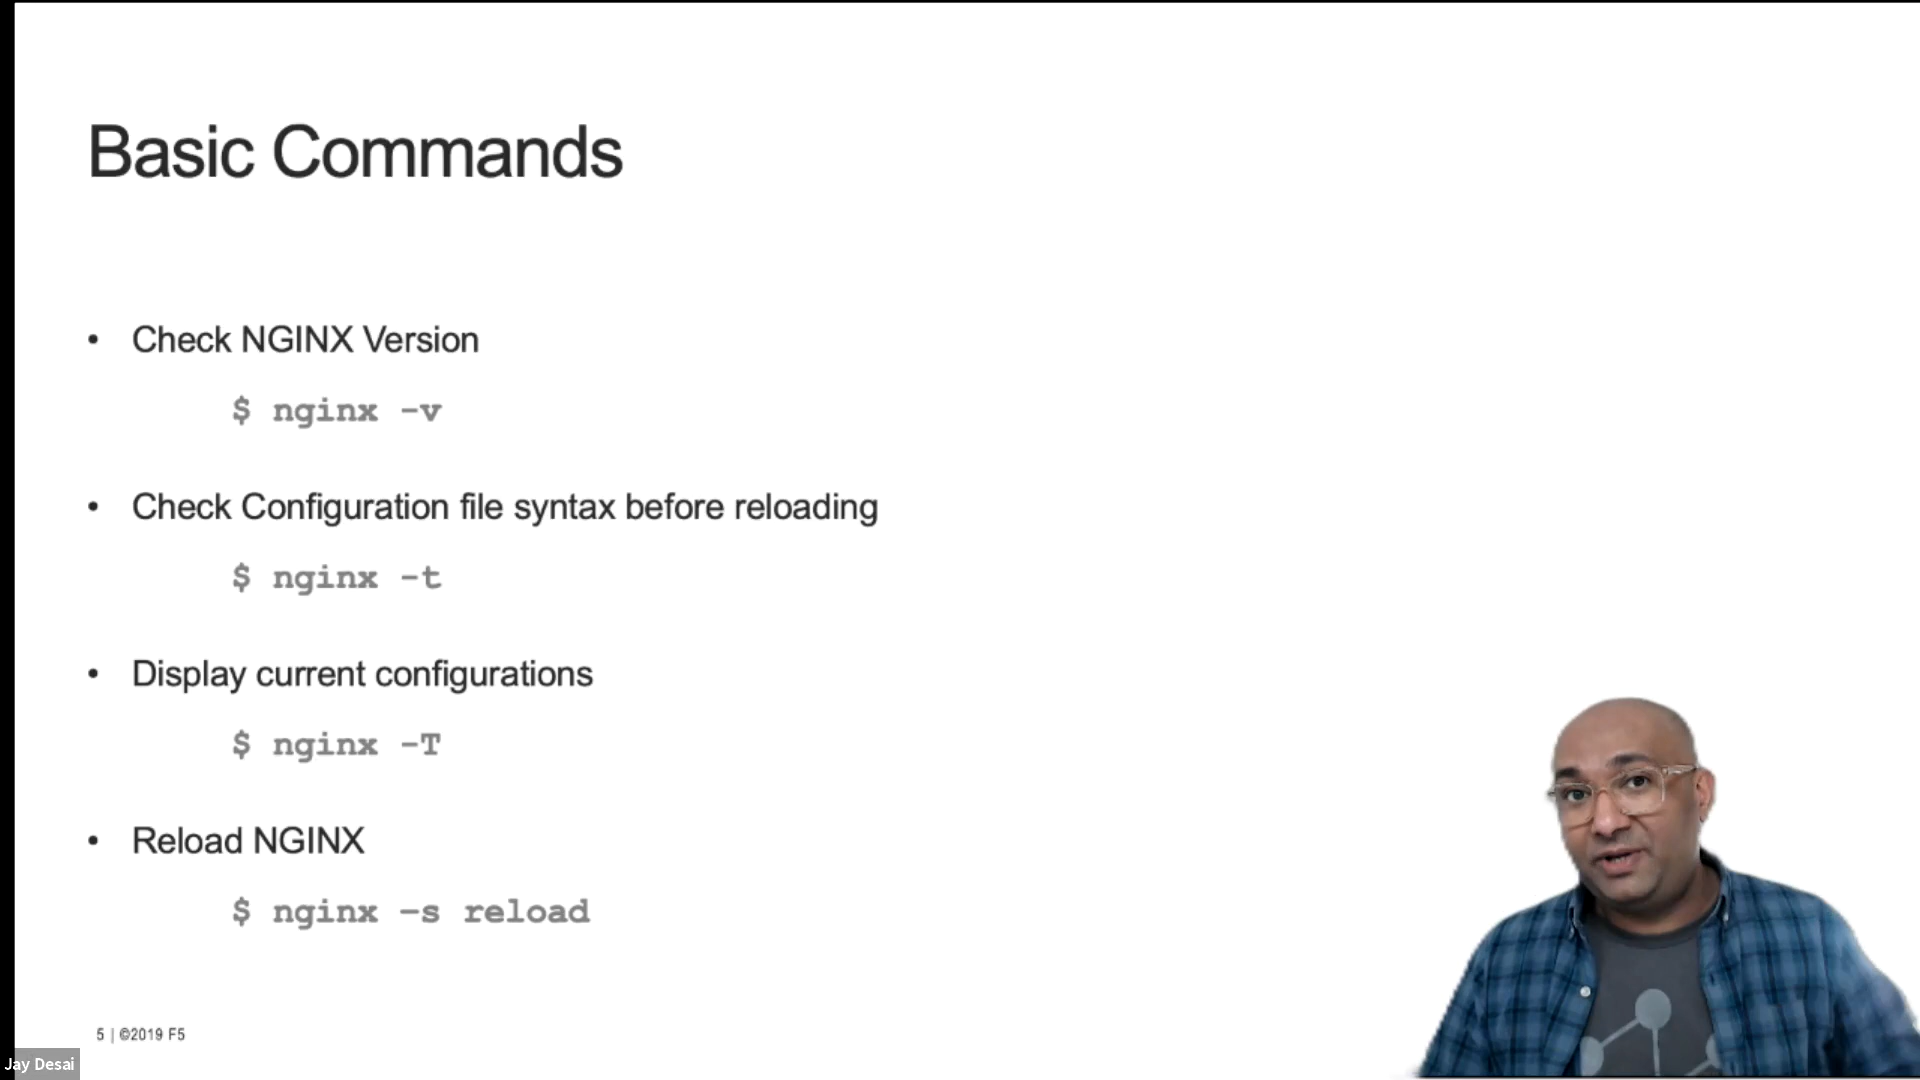 Basic Commands
• Check NGINX Version
$ nginx –v
• Check Configuration file syntax before reloading
$ nginx –t
• Display current configurations
$ nginx –T
• Reload NGINX
$ nginx –s reload
5 | ©2019 F5
Jay Desai